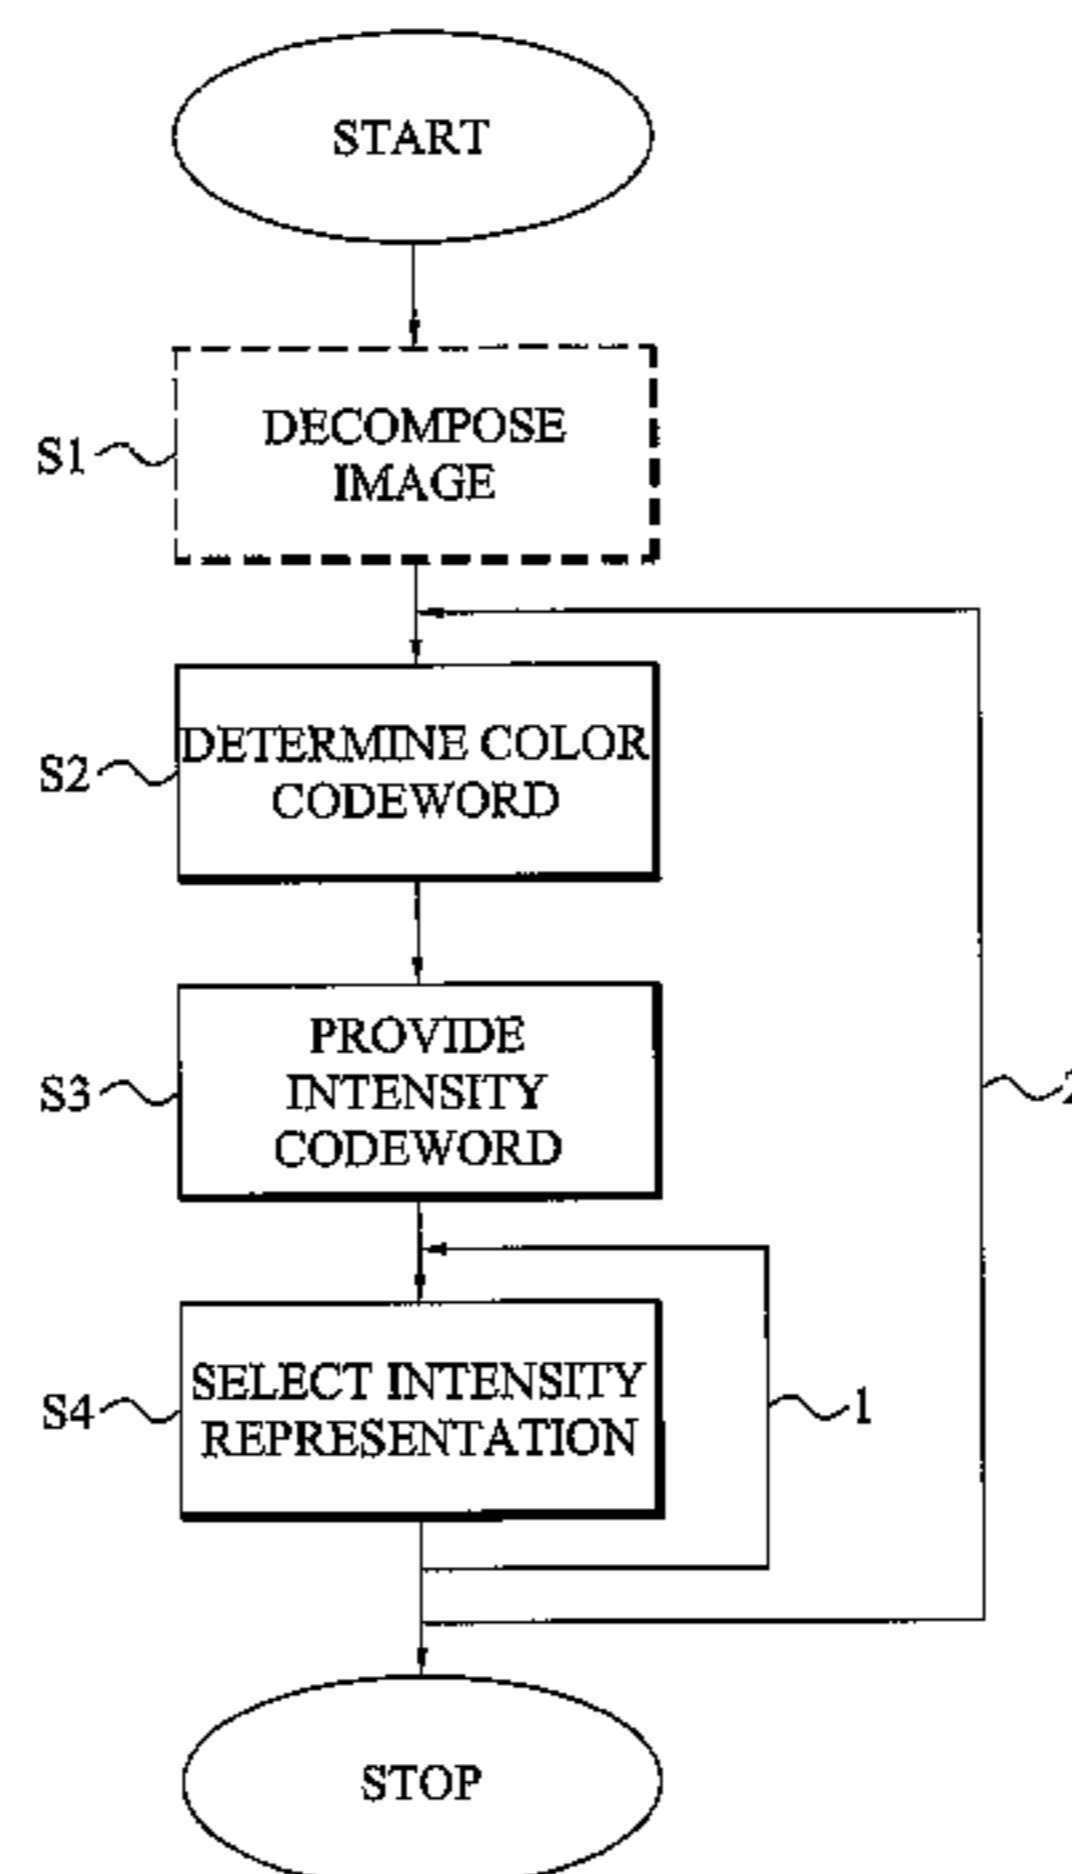 START
S1
DECOMPOSE
IMAGE
S2
DETERMINE COLOR
CODEWORD
S3
PROVIDE
INTENSITY
CODEWORD
2
S4
SELECT INTENSITY
REPRESENTATION
1
STOP